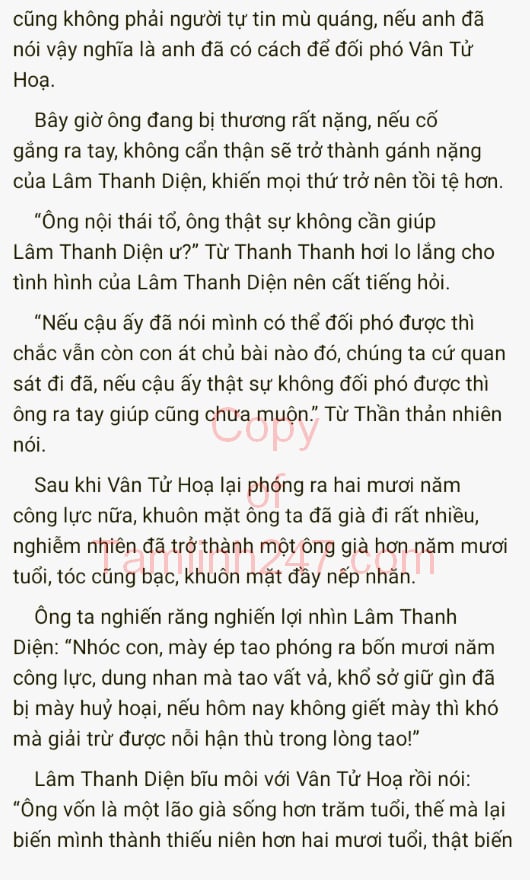 cũng không phải người tự tin mù quáng, nếu anh đã
nói vậy nghĩa là anh đã có cách để đối phó Vân Tử
Hoạ.
Bây giờ ông đang bị thương rất nặng, nếu cố
gắng ra tay, không cẩn thận sẽ trở thành gánh nặng
của Lâm Thanh Diện, khiến mọi thứ trở nên tồi tệ hơn.
“Ông nội thái tổ, ông thật sự không cần giúp
Lâm Thanh Diện ư?” Từ Thanh Thanh hơi lo lắng cho
tình hình của Lâm Thanh Diện nên cất tiếng hỏi.
“Nếu cậu ấy đã nói mình có thể đối phó được thì
chắc vẫn còn con át chủ bài nào đó, chúng ta cứ quan
sát đi đã, nếu cậu ấy thật sự không đối phó được thì
ông ra tay giúp cũng chưa muộn.” Từ Thần thản nhiên
nói.
Copy
of
Tamlinh247.com
Sau khi Vân Tử Hoạ lại phóng ra hai mươi năm
công lực nữa, khuôn mặt ông ta đã già đi rất nhiều,
nghiễm nhiên đã trở thành một ông già hơn năm mươi
tuổi, tóc cũng bạc, khuôn mặt đầy nếp nhăn.
Ông ta nghiến răng nghiến lợi nhìn Lâm Thanh
Diện: “Nhóc con, mày ép tao phóng ra bốn mươi năm
công lực, dung nhan mà tao vất vả, khổ sở giữ gìn đã
bị mày huỷ hoại, nếu hôm nay không giết mày thì khó
mà giải trừ được nỗi hận thù trong lòng tao!”
Lâm Thanh Diện bĩu môi với Vân Tử Hoạ rồi nói:
“Ông vốn là một lão già sống hơn trăm tuổi, thế mà lại
biến mình thành thiếu niên hơn hai mươi tuổi, thật biến